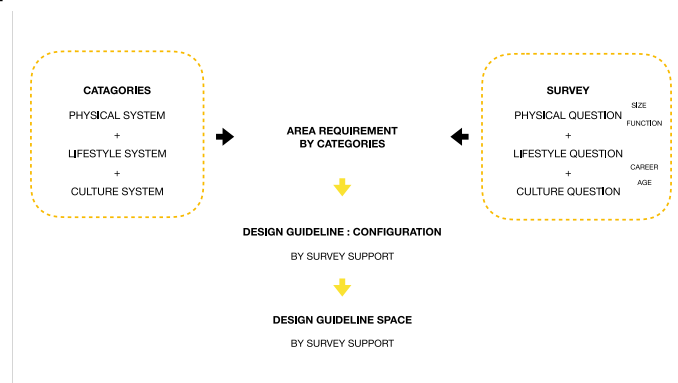 CATAGORIES
PHYSICAL SYSTEM
+
LIFESTYLE SYSTEM
+
CULTURE SYSTEM
AREA REQUIREMENT
BY CATEGORIES
SURVEY
PHYSICAL QUESTION
SIZE
FUNCTION
+
LIFESTYLE QUESTION
+
CAREER
AGE
CULTURE QUESTION
DESIGN GUIDELINE : CONFIGURATION
BY SURVEY SUPPORT
DESIGN GUIDELINE SPACE
BY SURVEY SUPPORT